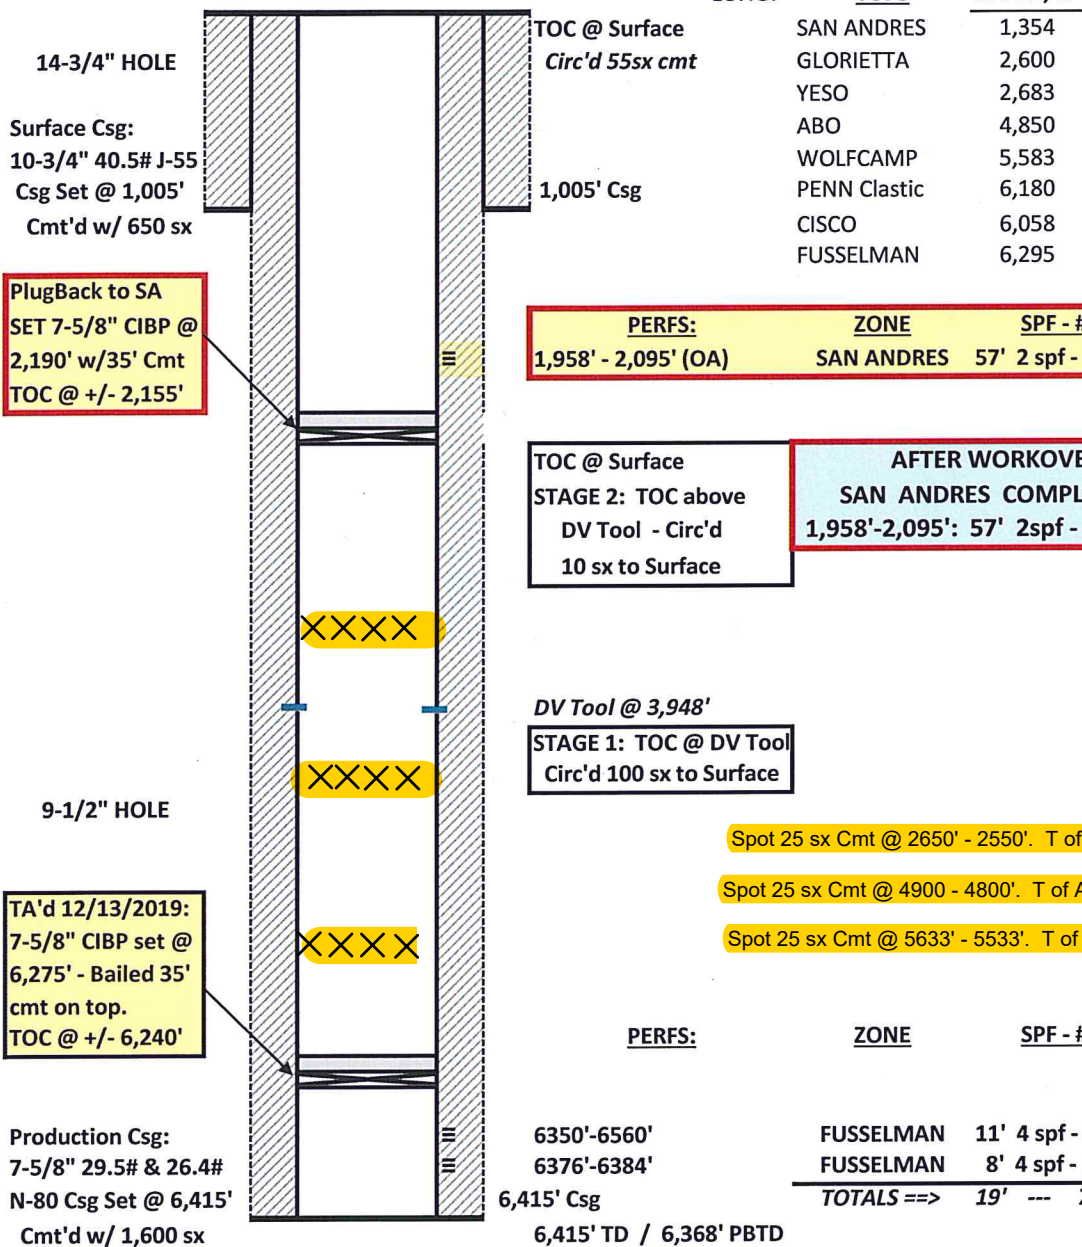 TOC @ Surface
Circ'd 55sx cmt
SAN ANDRES 1,354
GLORIETTA 2,600
YESO 2,683
ABO 4,850
WOLFCAMP 5,583
PENN Clastic 6,180
CISCO 6,058
FUSSELMAN 6,295
14-3/4" HOLE
Surface Csg:
10-3/4" 40.5# J-55
Csg Set @ 1,005'
Cmt'd w/ 650 sx
1,005' Csg
PlugBack to SA
SET 7-5/8" CIBP @
2,190' w/35' Cmt
TOC @ +/- 2,155'
PERFS: ZONE SPF - #
1,958' - 2,095' (OA) SAN ANDRES 57' 2 spf -
TOC @ Surface
STAGE 2: TOC above
DV Tool - Circ'd
10 sx to Surface
AFTER WORKOVE
SAN ANDRES COMPL
1,958'-2,095': 57' 2spf -
XXXX
DV Tool @ 3,948'
STAGE 1: TOC @ DV Tool
Circ'd 100 sx to Surface
XXXX
9-1/2" HOLE
Spot 25 sx Cmt @ 2650' - 2550'. T of
Spot 25 sx Cmt @ 4900 - 4800'. T of A
Spot 25 sx Cmt @ 5633' - 5533'. T of
XXXX
TA'd 12/13/2019:
7-5/8" CIBP set @
6,275' - Bailed 35'
cmt on top.
TOC @ +/- 6,240'
PERFS: ZONE SPF - #
6350'-6560' FUSSELMAN 11' 4 spf -
6376'-6384' FUSSELMAN 8' 4 spf -
TOTALS ==> 19' ---
Production Csg:
7-5/8" 29.5# & 26.4#
N-80 Csg Set @ 6,415'
Cmt'd w/ 1,600 sx
6,415' Csg
6,415' TD / 6,368' PBTD